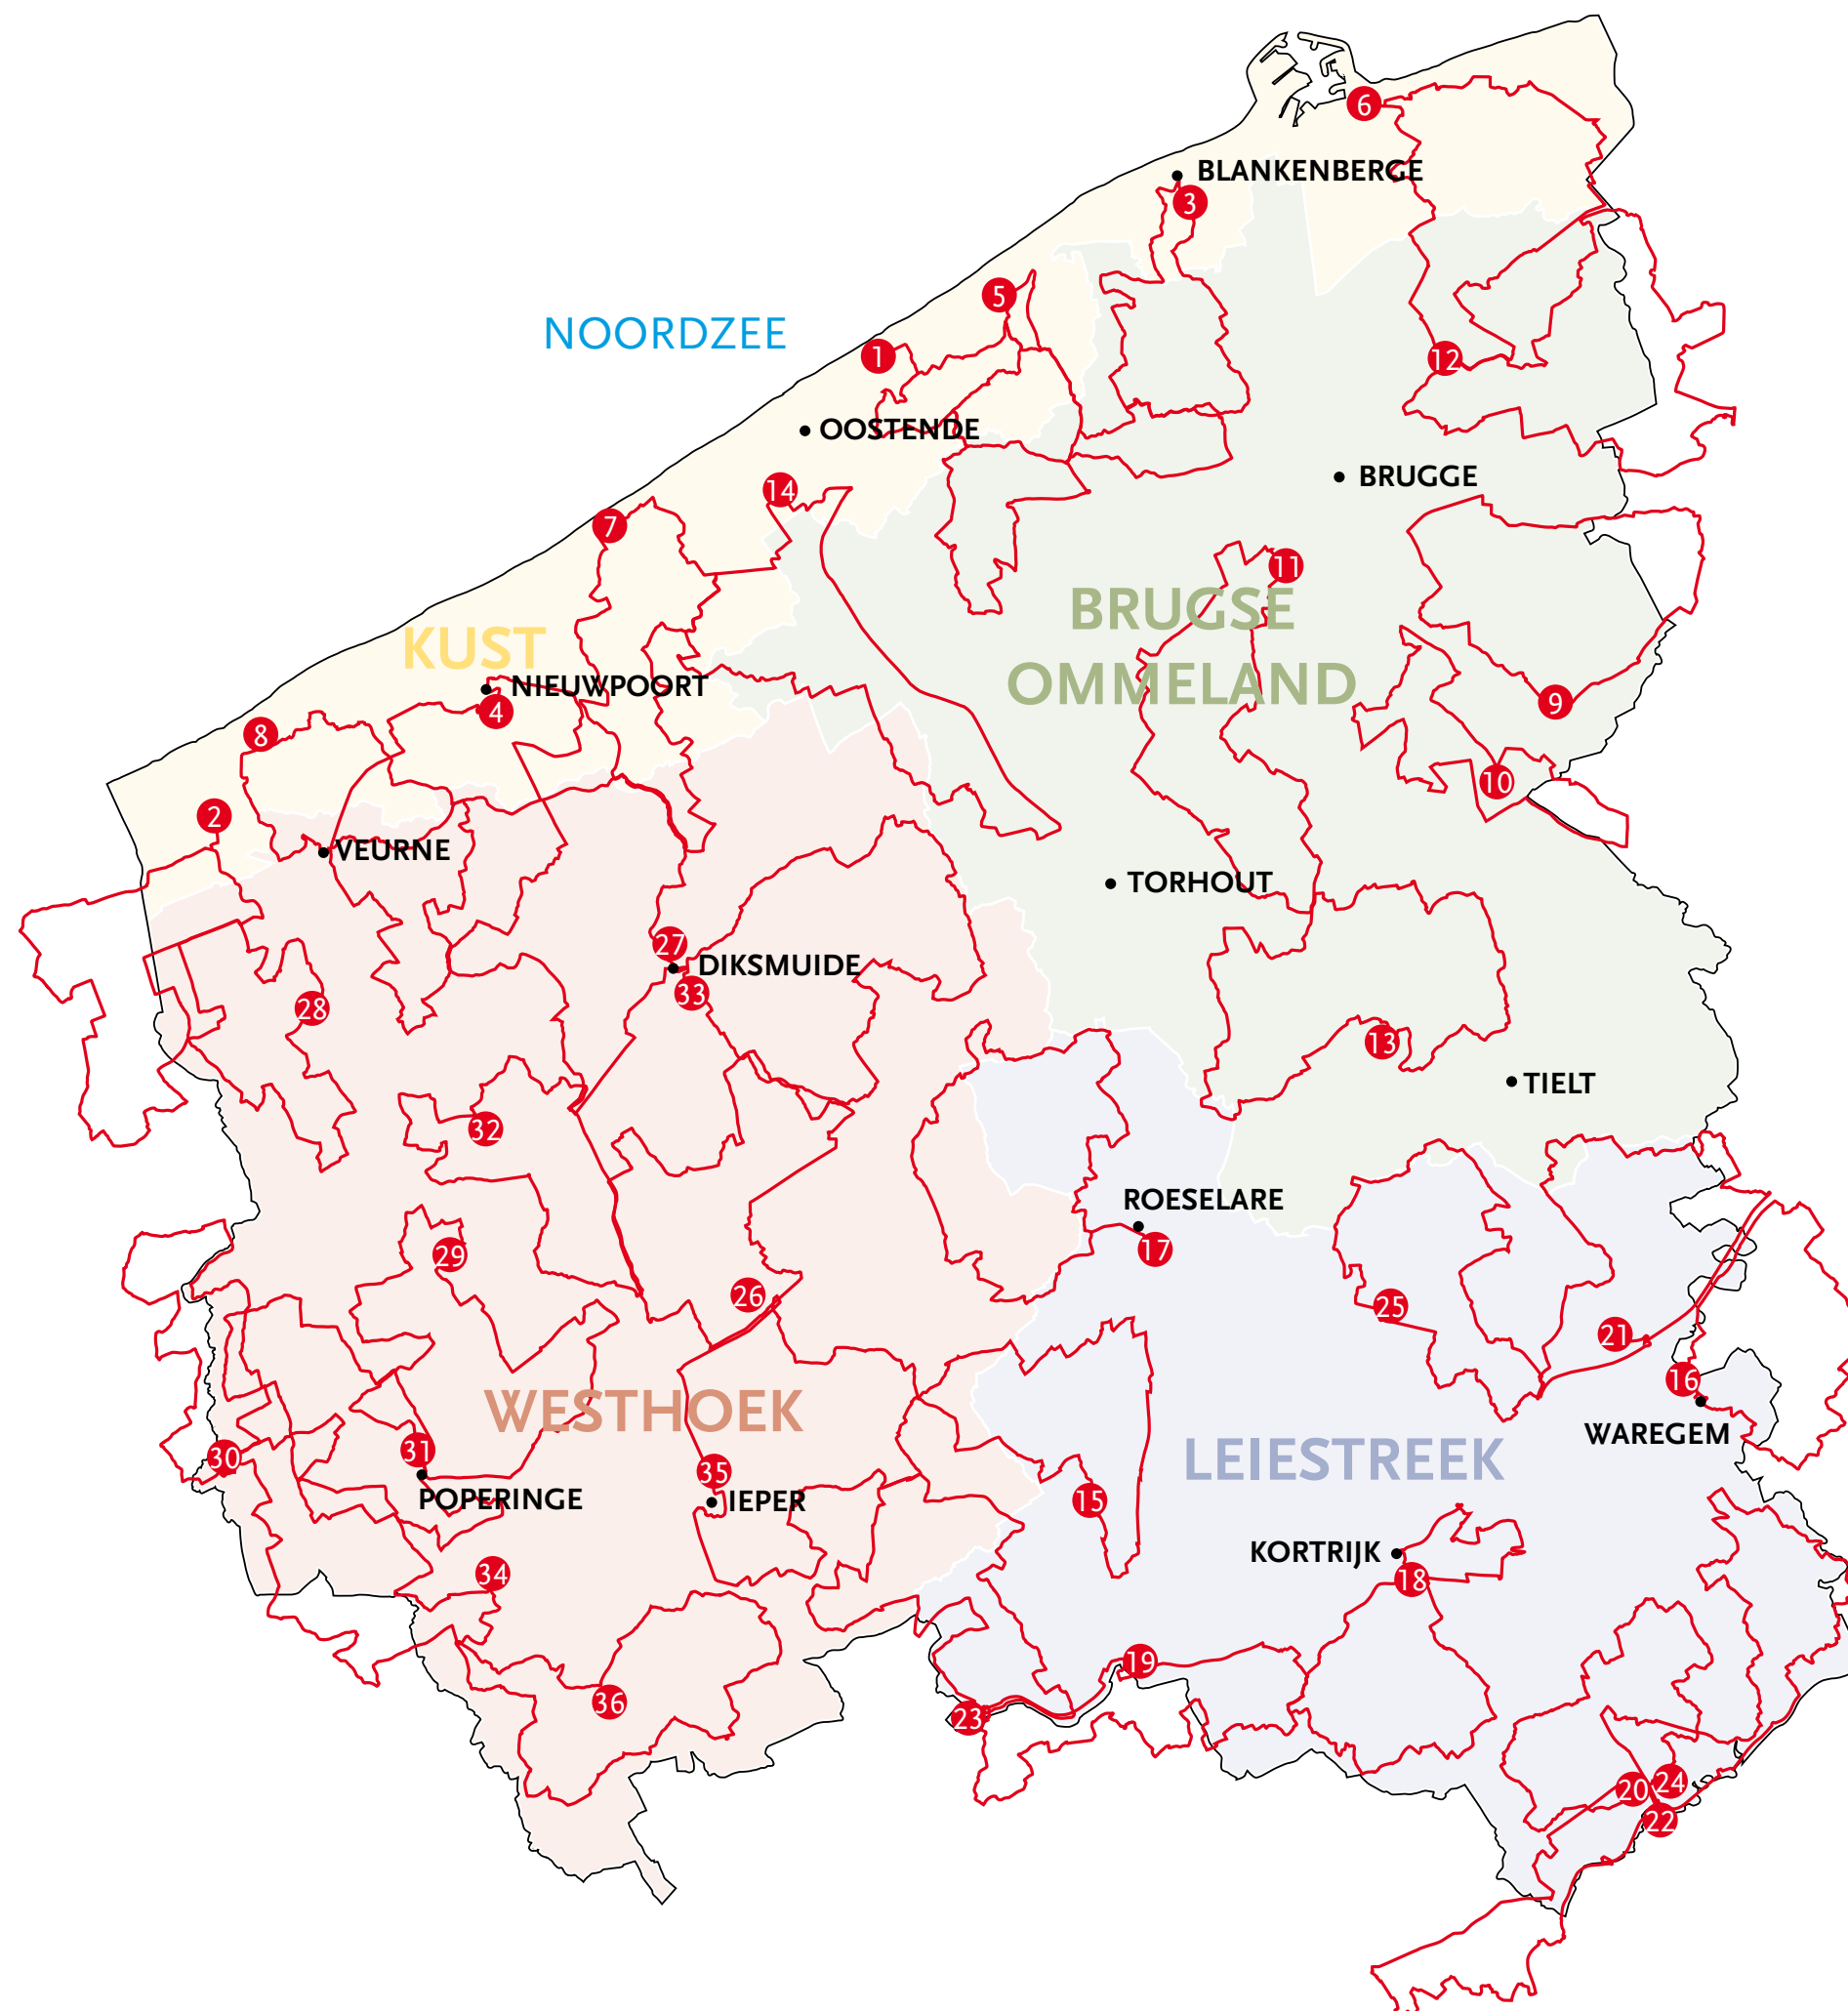 6
BLANKENBERGE
3
5
NOORDZEE
1
12
OOSTENDE
BRUGGE
14
7
11
BRUGSE
OMMELAND
KUST
NIEUWPOORT
4
9
8
10
2
VEURNE
TORHOUT
27
DIKSMUIDE
33
28
13
TIELT
32
ROESELARE
17
29
26
25
21
16
WESTHOEK
WAREGEM
LEIESTREEK
31
30
35
POPERINGE
IEPER
15
KORTRIJK
34
18
19
36
23
24
20
22